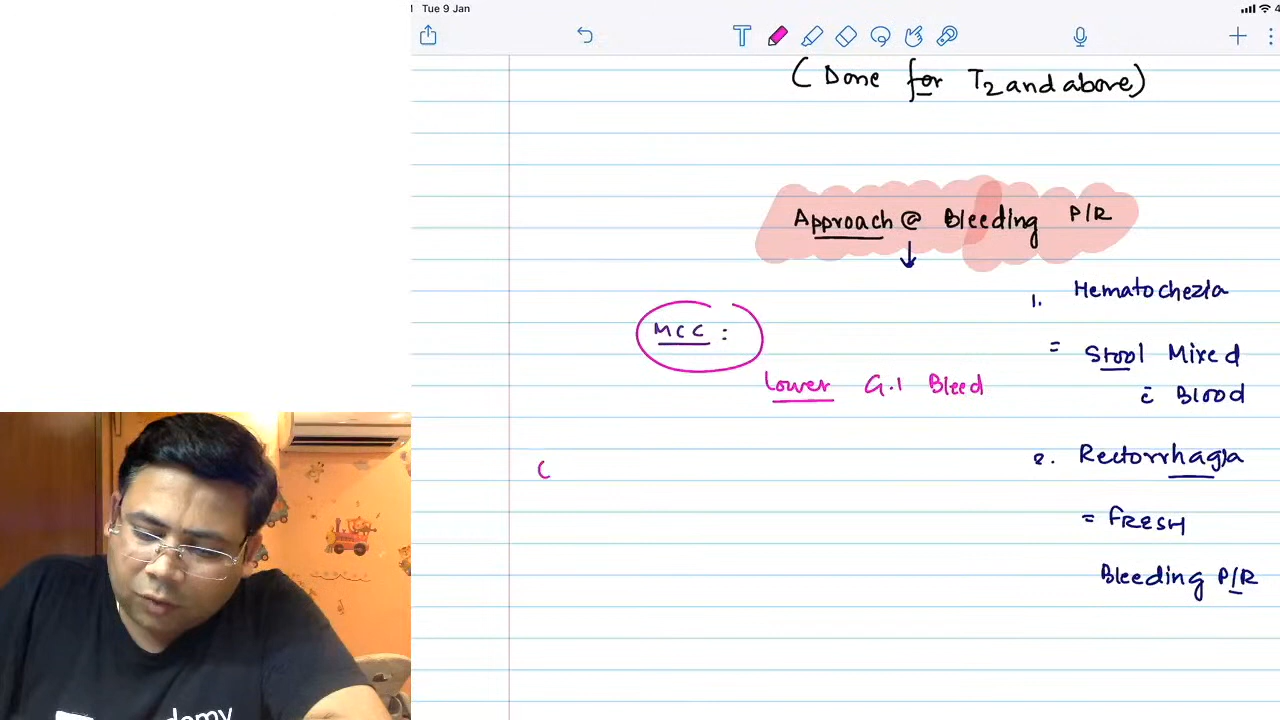 Tue 9 Jan
(Done for T2 and above)
Approach @ Bleeding P/R
MCC :
Lower G.I Bleed
1. Hematochezia
= Stool Mixed
c̄ Blood
2. Rectorrhagia
= FRESH
Bleeding P/R